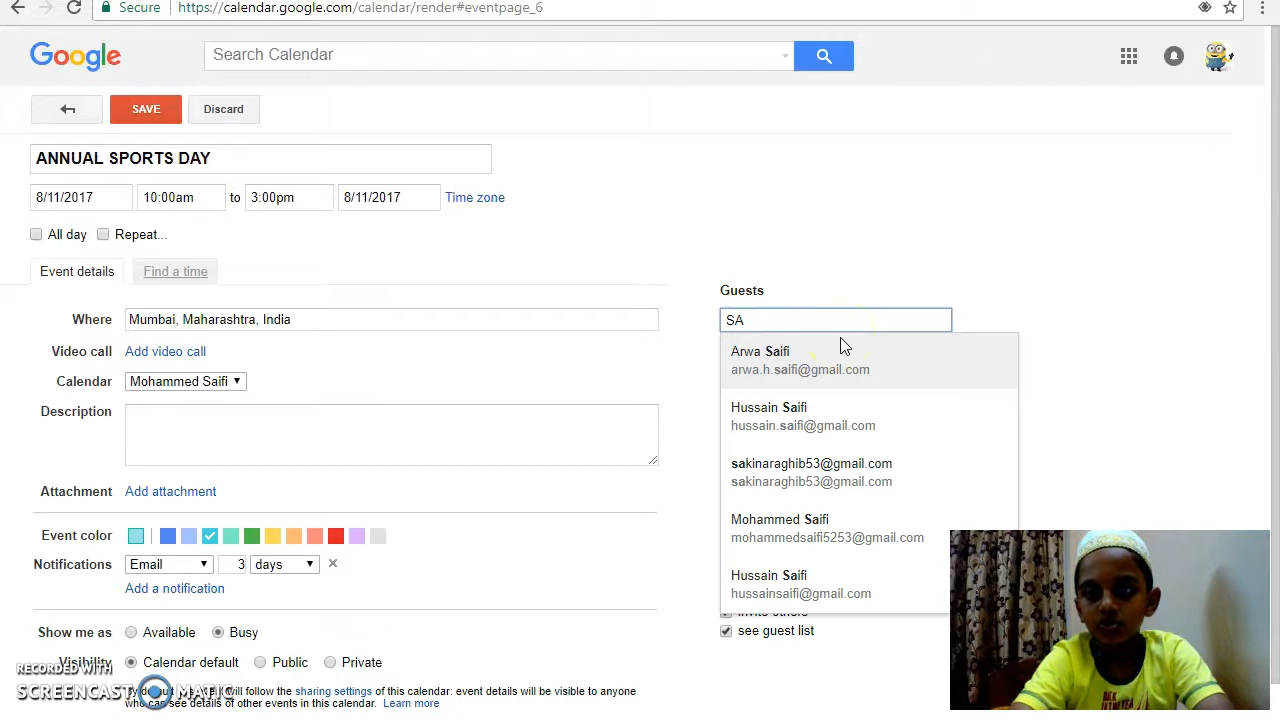 Secure https://calendar.google.com/calendar/render#eventpage_6
Google Search Calendar
SAVE Discard
ANNUAL SPORTS DAY
8/11/2017 10:00am to 3:00pm 8/11/2017 Time zone
All day Repeat...
Event details Find a time
Guests
Where Mumbai, Maharashtra, India
SA
Video call Add video call
Arwa Saifi
arwa.h.saifi@gmail.com
Calendar Mohammed Saifi
Description
Hussain Saifi
hussain.saifi@gmail.com
sakinaraghib53@gmail.com
sakinaraghib53@gmail.com
Attachment Add attachment
Mohammed Saifi
mohammedsaifi5253@gmail.com
Event color
Notifications Email 3 days
Hussain Saifi
hussainsaifi@gmail.com
Add a notification
invite others
see guest list
Show me as Available Busy
Visibility Calendar default Public Private
RECORDED WITH
SCREENCAST MATIC
will follow the sharing settings of this calendar: event details will be visible to anyone
who can see details of other events in this calendar. Learn more